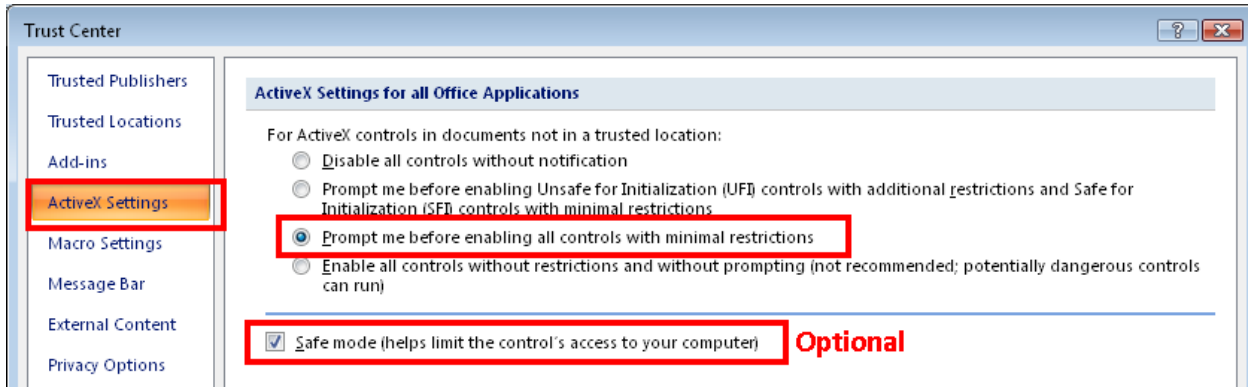 Trust Center
Trusted Publishers
Trusted Locations
Add-ins
ActiveX Settings
Macro Settings
Message Bar
External Content
Privacy Options
ActiveX Settings for all Office Applications
For ActiveX controls in documents not in a trusted location:
Disable all controls without notification
Prompt me before enabling Unsafe for Initialization (UFI) controls with additional restrictions and Safe for
Initialization (SFI) controls with minimal restrictions
Prompt me before enabling all controls with minimal restrictions
Enable all controls without restrictions and without prompting (not recommended; potentially dangerous controls
can run)
Safe mode (helps limit the control's access to your computer) Optional